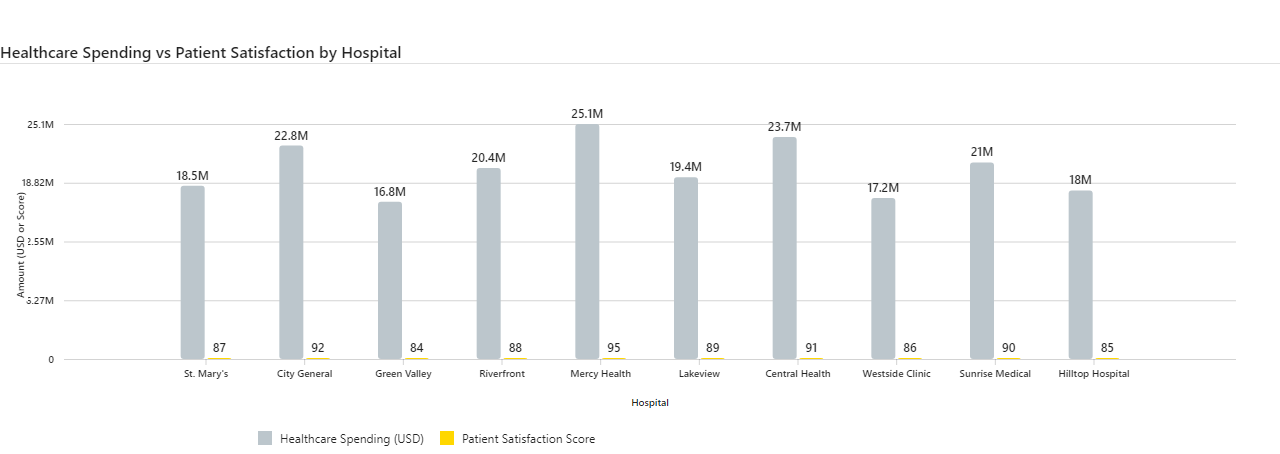 Healthcare Spending vs Patient Satisfaction by Hospital
25.1M
18.82M
2.55M
6.27M
0
Amount (USD or Score)
18.5M
22.8M
16.8M
20.4M
25.1M
19.4M
23.7M
17.2M
21M
18M
87
92
84
88
95
89
91
86
90
85
St. Mary's
City General
Green Valley
Riverfront
Mercy Health
Lakeview
Central Health
Westside Clinic
Sunrise Medical
Hilltop Hospital
Hospital
Healthcare Spending (USD)
Patient Satisfaction Score